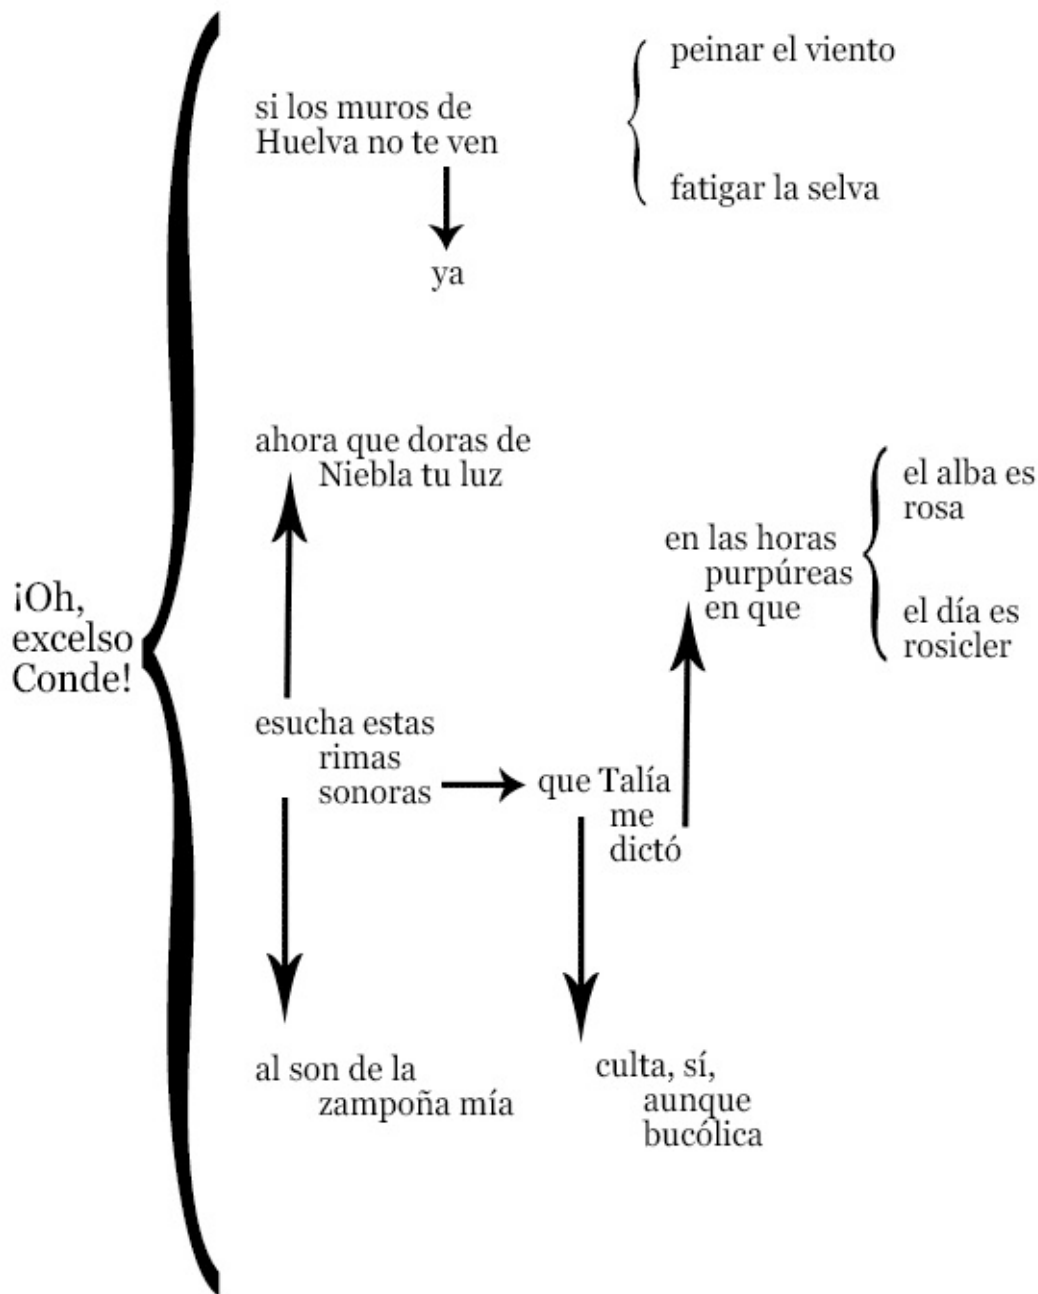 ¡Oh,
excelso
Conde!
si los muros de
Huelva no te ven
ya
peinar el viento
fatigar la selva
ahora que doras de
Niebla tu luz
esucha estas
rimas
sonoras
al son de la
zampoña mía
que Talía
me
dictó
culta, sí,
aunque
bucólica
en las horas
purpúreas
en que
el alba es
rosa
el día es
rosicler